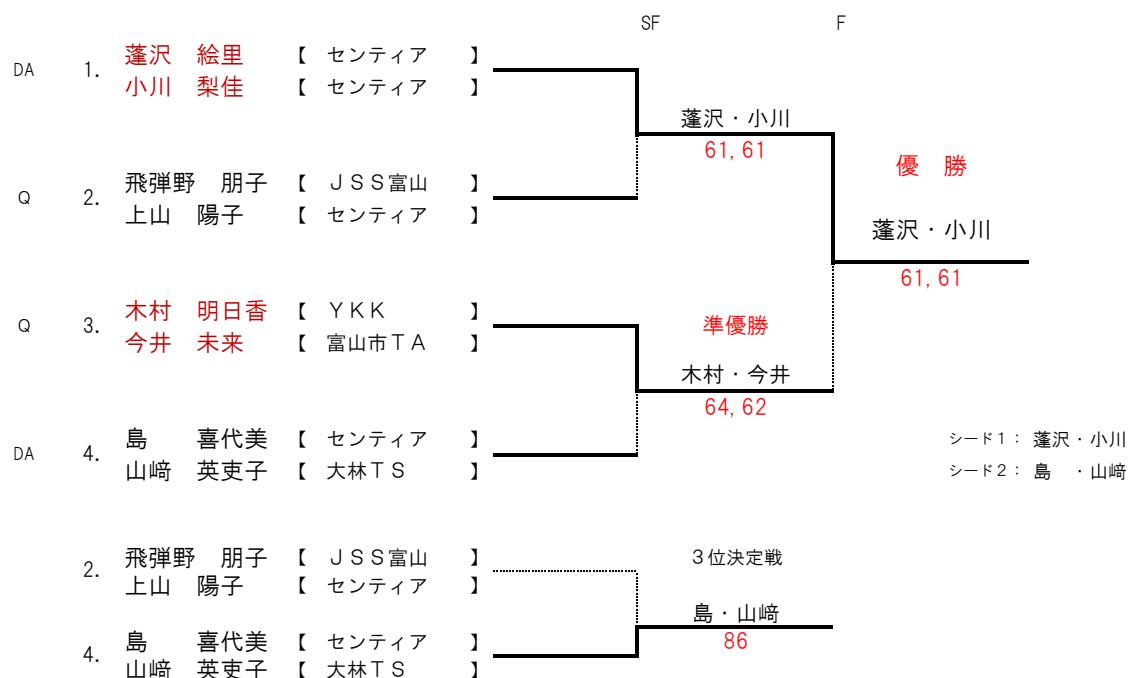 SF F
DA 1. 蓬沢 絵里 【 センティア 】
小川 梨佳 【 センティア 】
蓬沢・小川
61,61
優 勝
Q 2. 飛弾野 朋子 【 ＪＳＳ富山 】
上山 陽子 【 センティア 】
蓬沢・小川
61,61
Q 3. 木村 明日香 【 ＹＫＫ 】
今井 未来 【 富山市ＴＡ 】
準優勝
木村・今井
64,62
DA 4. 島 喜代美 【 センティア 】
山﨑 英吏子 【 大林ＴＳ 】
シード１： 蓬沢・小川
シード２： 島 ・山﨑
2. 飛弾野 朋子 【 ＪＳＳ富山 】
上山 陽子 【 センティア 】
３位決定戦
島・山﨑
86
4. 島 喜代美 【 センティア 】
山﨑 英吏子 【 大林ＴＳ 】